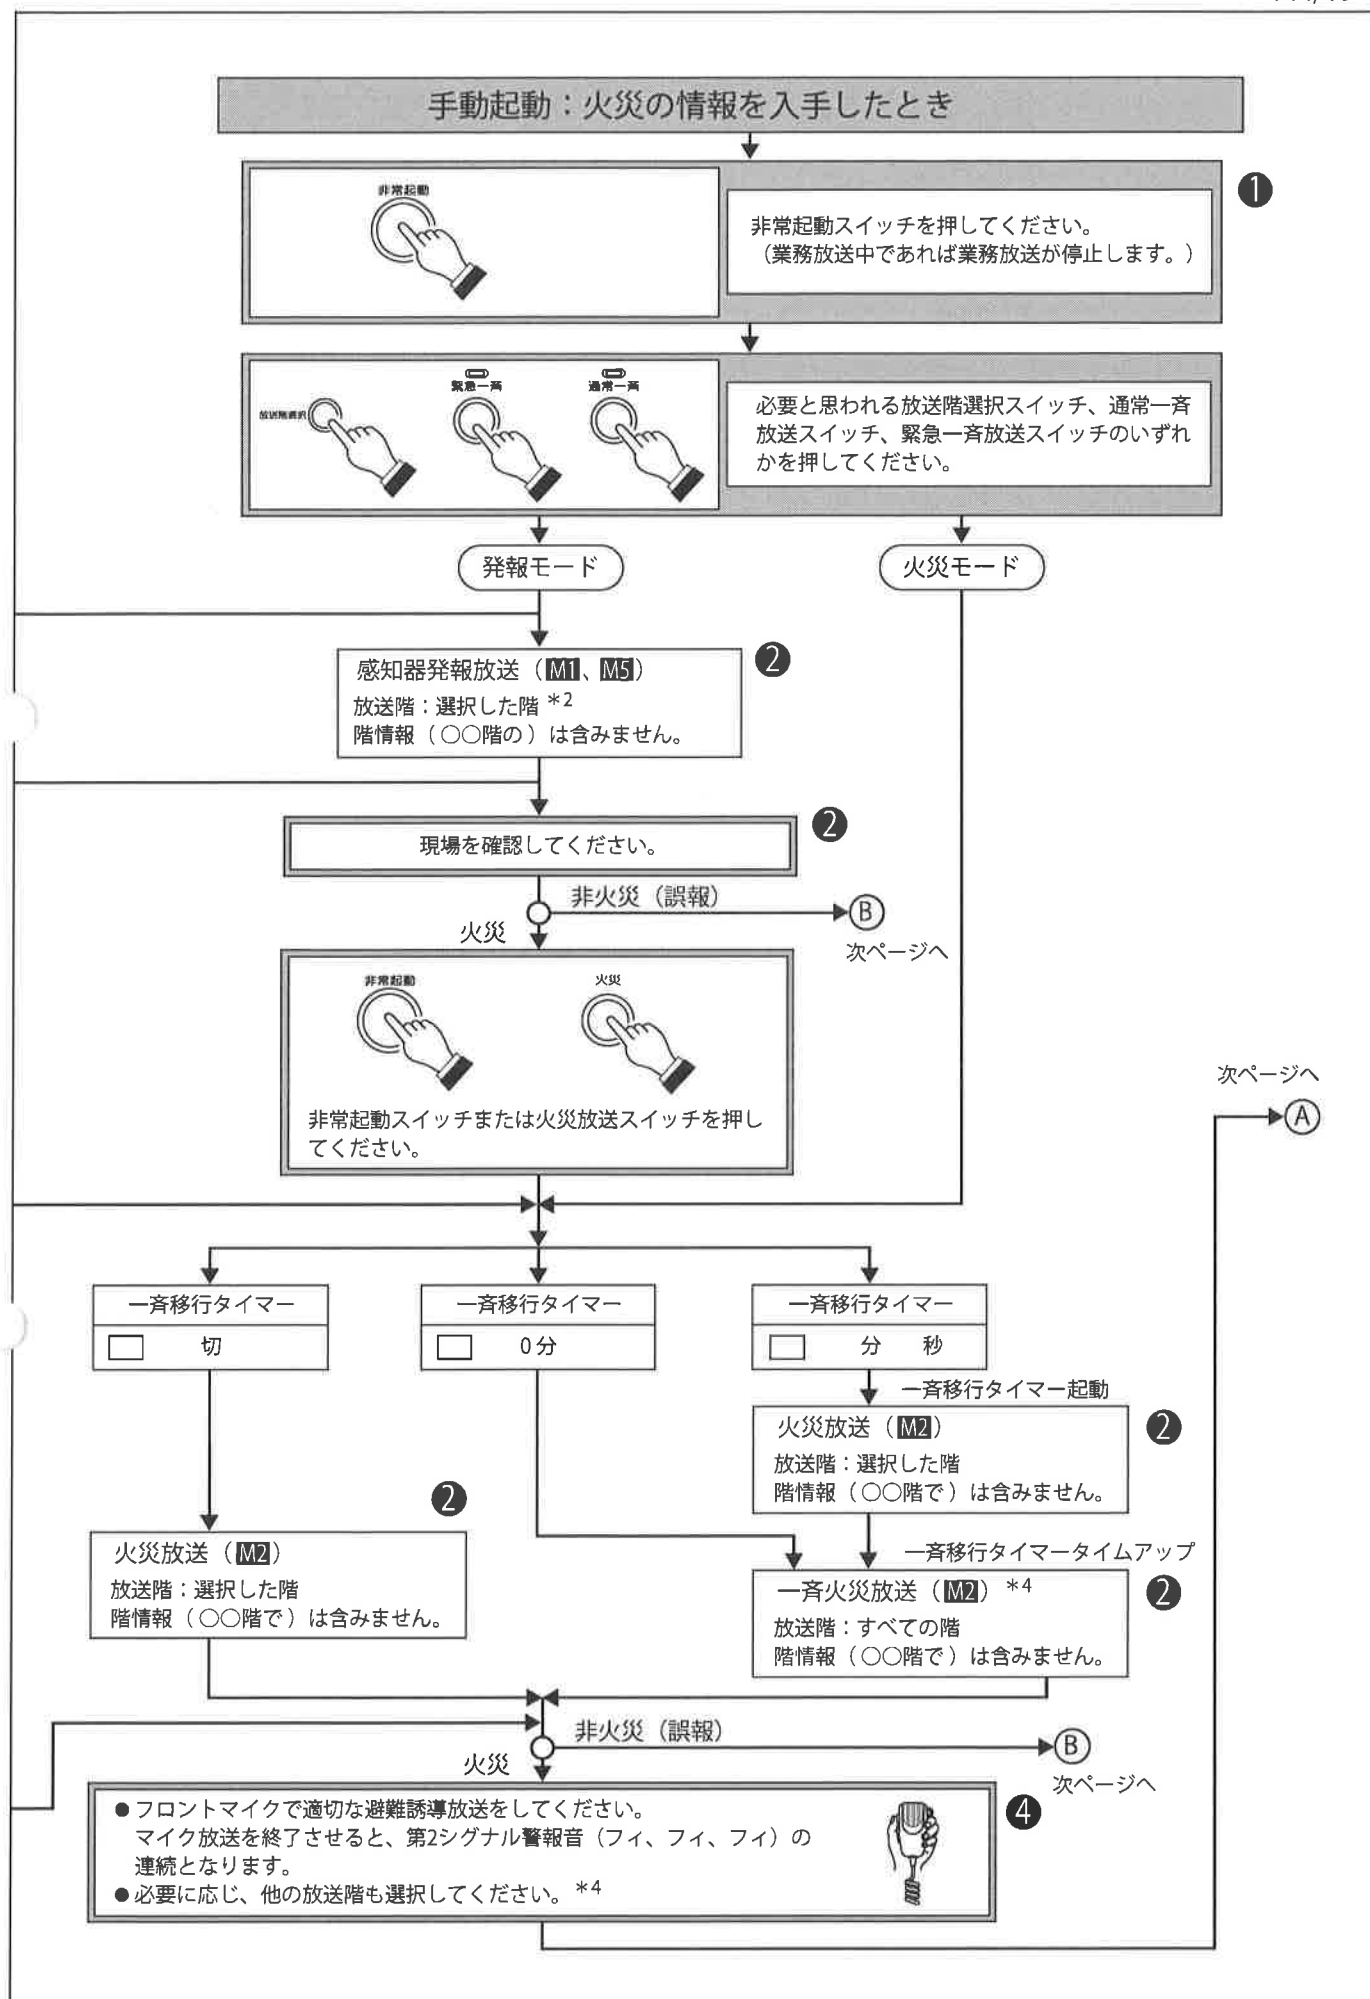 手動起動：火災の情報を入手したとき
非常起動
1
非常起動スイッチを押してください。
（業務放送中であれば業務放送が停止します。）
放送階選択
緊急一斉
通常一斉
必要と思われる放送階選択スイッチ、通常一斉
放送スイッチ、緊急一斉放送スイッチのいずれ
かを押してください。
発報モード
火災モード
感知器発報放送（M1、M5）
2
放送階：選択した階 *2
階情報（○○階の）は含みません。
現場を確認してください。
2
非火災（誤報）
B
火災
次ページへ
非常起動
火災
非常起動スイッチまたは火災放送スイッチを押し
てください。
次ページへ
A
一斉移行タイマー
切
一斉移行タイマー
0分
一斉移行タイマー
分 秒
一斉移行タイマー起動
火災放送（M2）
2
放送階：選択した階
階情報（○○階で）は含みません。
2
火災放送（M2）
放送階：選択した階
階情報（○○階で）は含みません。
一斉移行タイマータイムアップ
一斉火災放送（M2）*4
2
放送階：すべての階
階情報（○○階で）は含みません。
非火災（誤報）
B
火災
次ページへ
●フロントマイクで適切な避難誘導放送をしてください。
マイク放送を終了させると、第2シグナル警報音（フィ、フィ、フィ）の
連続となります。
●必要に応じ、他の放送階も選択してください。*4
4